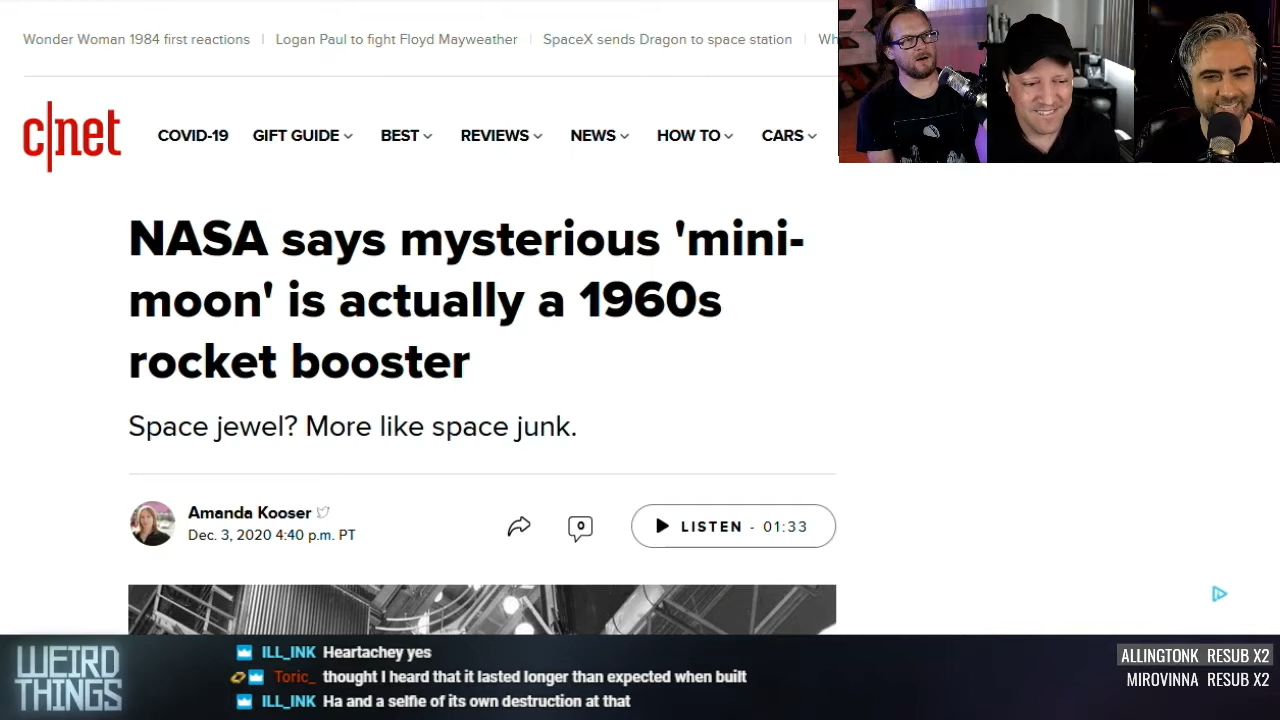 Wonder Woman 1984 first reactions | Logan Paul to fight Floyd Mayweather | SpaceX sends Dragon to space station | Wh
c|net
COVID-19 GIFT GUIDE BEST REVIEWS NEWS HOW TO CARS
NASA says mysterious 'mini-
moon' is actually a 1960s
rocket booster
Space jewel? More like space junk.
Amanda Kooser
Dec. 3, 2020 4:40 p.m. PT
0
LISTEN - 01:33
WEIRD
THINGS
ILL_INK Heartachey yes
Toric_ thought I heard that it lasted longer than expected when built
ILL_INK Ha and a selfie of its own destruction at that
ALLINGTONK RESUB X2
MIROVINNA RESUB X2